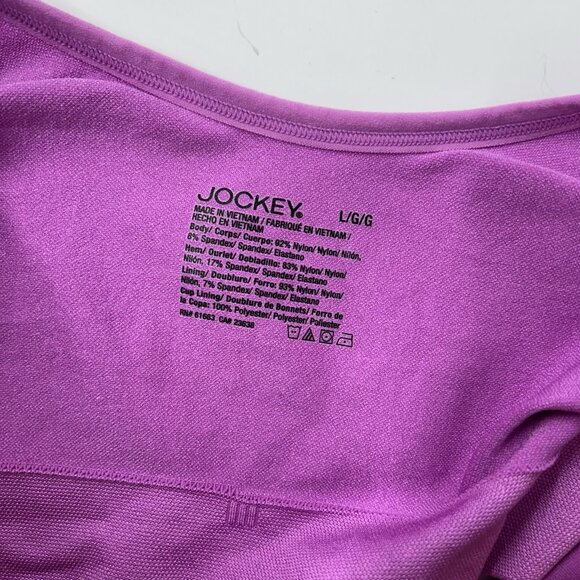 JOCKEY® L/G/G
MADE IN VIETNAM / FABRIQUÉ EN VIETNAM /
HECHO EN VIETNAM
Body/ Corps/ Cuerpo: 92% Nylon/ Nylon/ Nilón,
8% Spandex/ Spandex/ Elastano
Hem/ Ourlet/ Dobladillo: 83% Nylon/ Nylon/
Nilón, 17% Spandex/ Spandex/ Elastano
Lining/ Doublure/ Forro: 93% Nylon/ Nylon/
Nilón, 7% Spandex/ Spandex/ Elastano
Cup Lining/ Doublure de Bonnets/ Forro de
la Copa: 100% Polyester/ Polyester/ Poliester
RN# 61683 CA# 23638